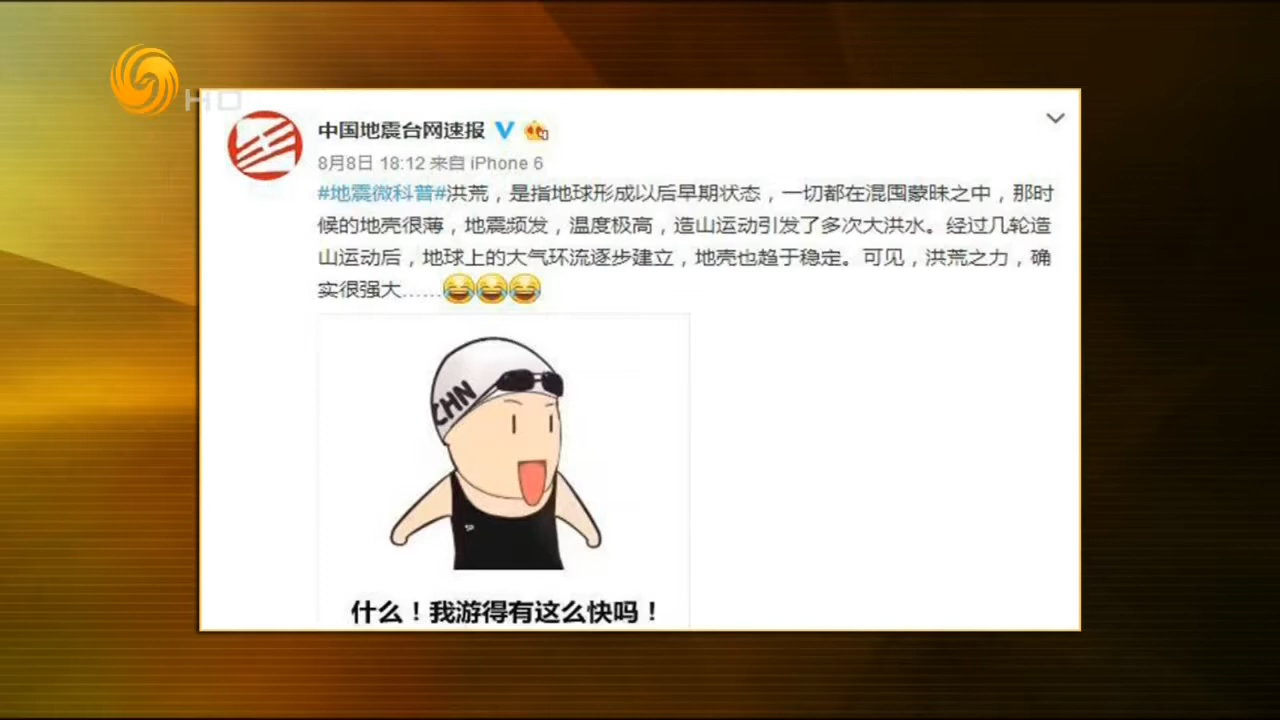 HD
中国地震台网速报
8月8日 18:12 来自 iPhone 6
#地震微科普#洪荒，是指地球形成以后早期状态，一切都在混囤蒙昧之中，那时
候的地壳很薄，地震频发，温度极高，造山运动引发了多次大洪水。经过几轮造
山运动后，地球上的大气环流逐步建立，地壳也趋于稳定。可见，洪荒之力，确
实很强大……
CHN
什么！我游得有这么快吗！